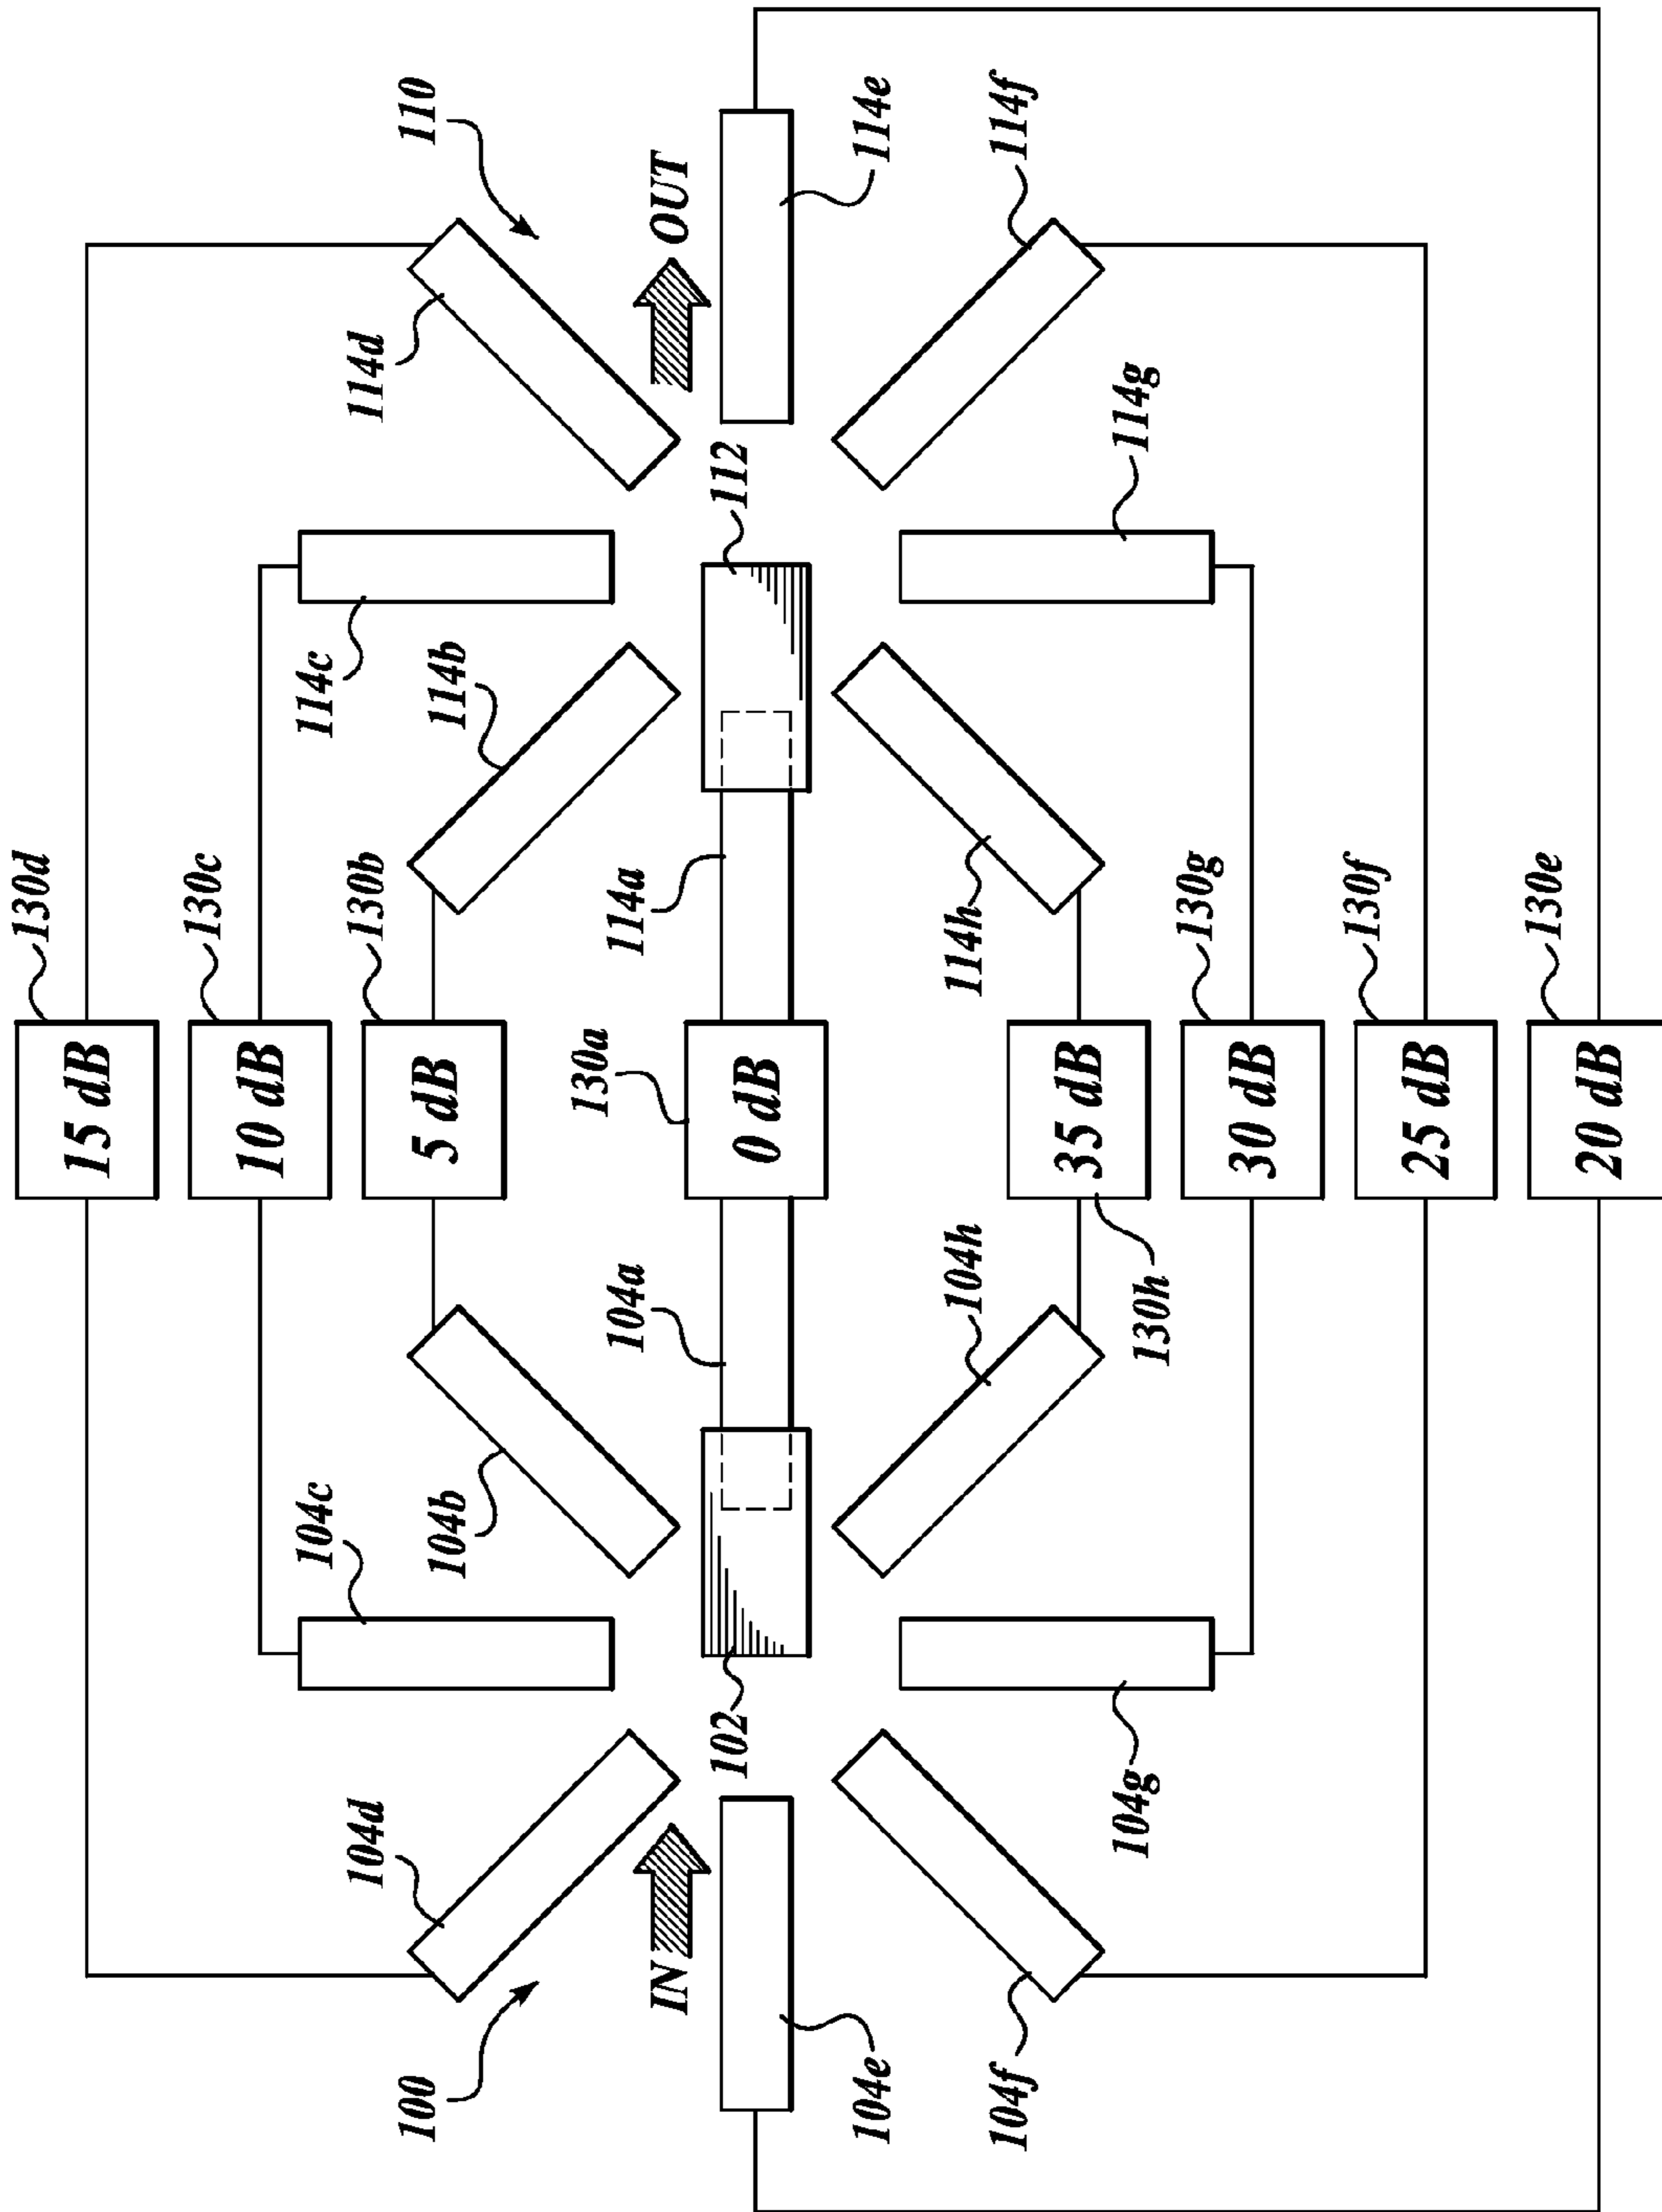 130d
15 dB
130c
10 dB
130b
5 dB
100
110
104d
104c
104b
114b
114c
114d
IN
OUT
104a
130a
0 dB
114a
102
112
104e
114e
104f
104g
104h
114h
114g
114f
130h
35 dB
130g
30 dB
130f
25 dB
130e
20 dB